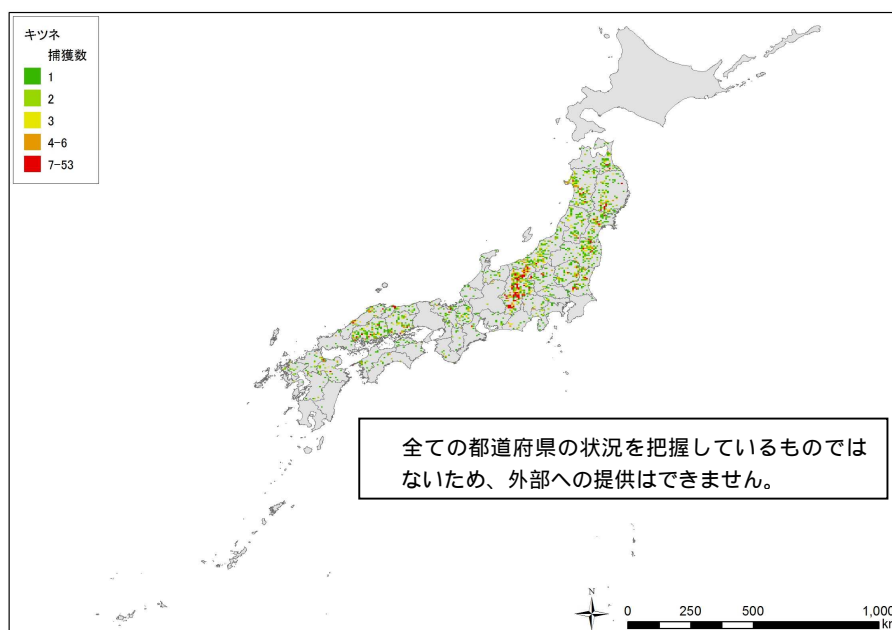 キツネ
捕獲数
1
2
3
4-6
7-53
全ての都道府県の状況を把握しているものでは
ないため、外部への提供はできません。
N
0 250 500 1,000
km